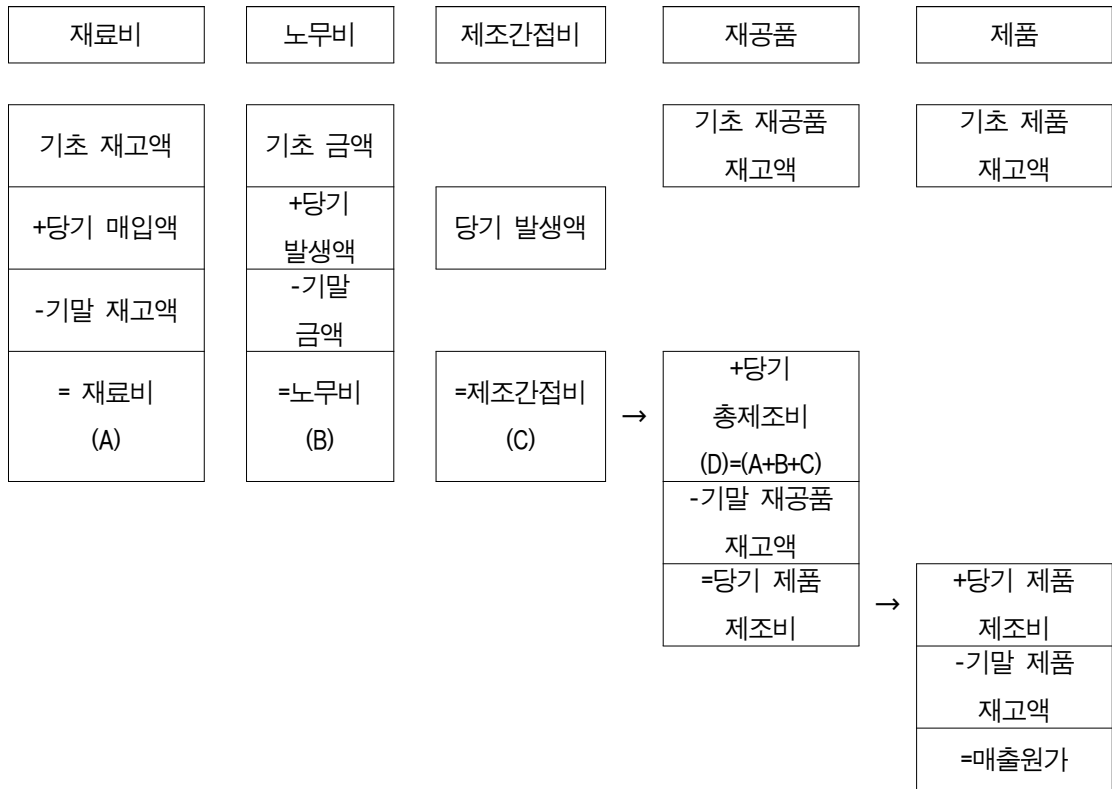 재료비
노무비
제조간접비
재공품
제품
기초 재고액
기초 금액
기초 재공품
재고액
기초 제품
재고액
+당기 매입액
+당기
발생액
당기 발생액
-기말 재고액
-기말
금액
= 재료비
(A)
=노무비
(B)
=제조간접비
(C)
→
+당기
총제조비
(D)=(A+B+C)
-기말 재공품
재고액
=당기 제품
제조비
→
+당기 제품
제조비
-기말 제품
재고액
=매출원가